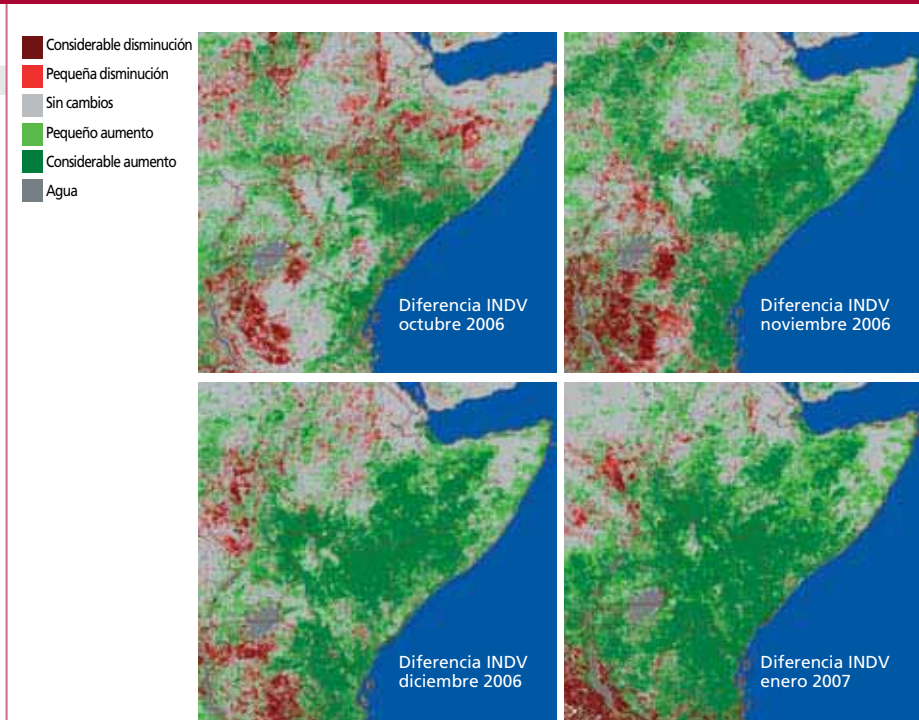 Considerable disminución
Pequeña disminución
Sin cambios
Pequeño aumento
Considerable aumento
Agua
Diferencia INDV
octubre 2006
Diferencia INDV
noviembre 2006
Diferencia INDV
diciembre 2006
Diferencia INDV
enero 2007